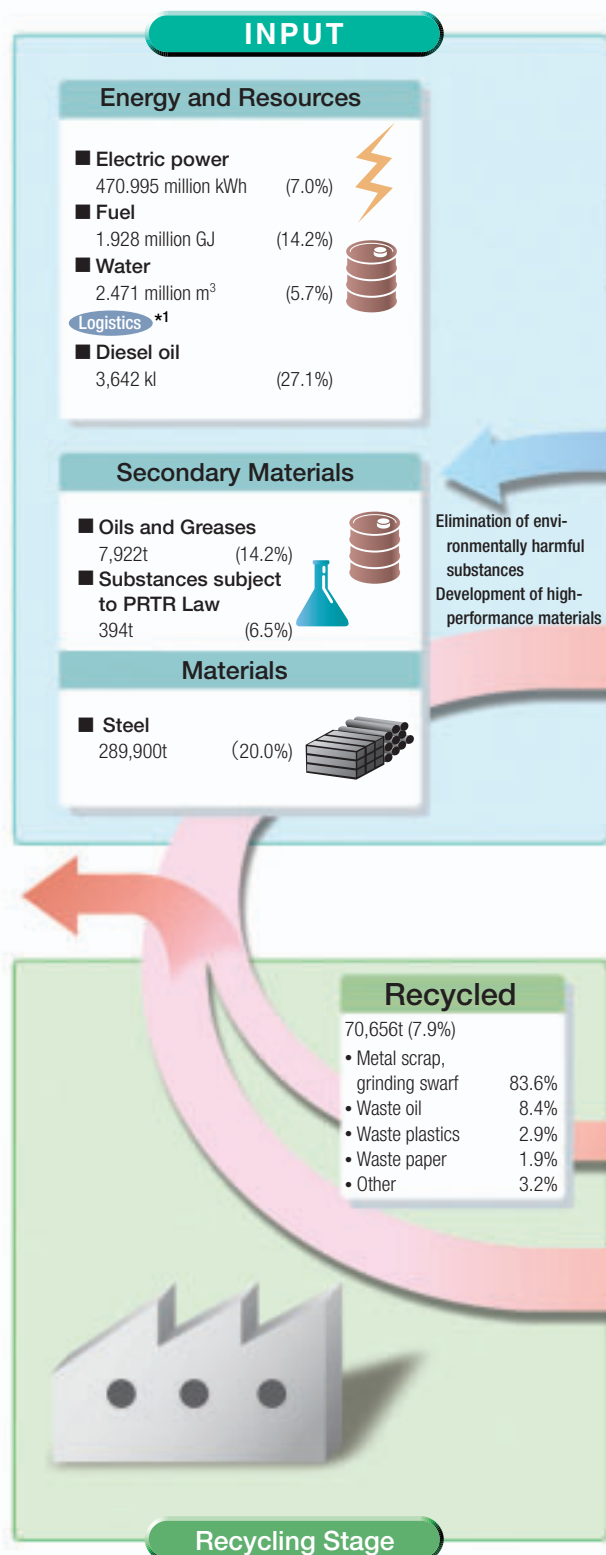 INPUT
Energy and Resources
■ Electric power
470.995 million kWh (7.0%)
■ Fuel
1.928 million GJ (14.2%)
■ Water
2.471 million m³ (5.7%)
Logistics *1
■ Diesel oil
3,642 kl (27.1%)
Secondary Materials
■ Oils and Greases
7,922t (14.2%)
■ Substances subject
to PRTR Law
394t (6.5%)
Elimination of envi-
ronmentally harmful
substances
Development of high-
performance materials
Materials
■ Steel
289,900t (20.0%)
Recycled
70,656t (7.9%)
• Metal scrap,
grinding swarf 83.6%
• Waste oil 8.4%
• Waste plastics 2.9%
• Waste paper 1.9%
• Other 3.2%
Recycling Stage